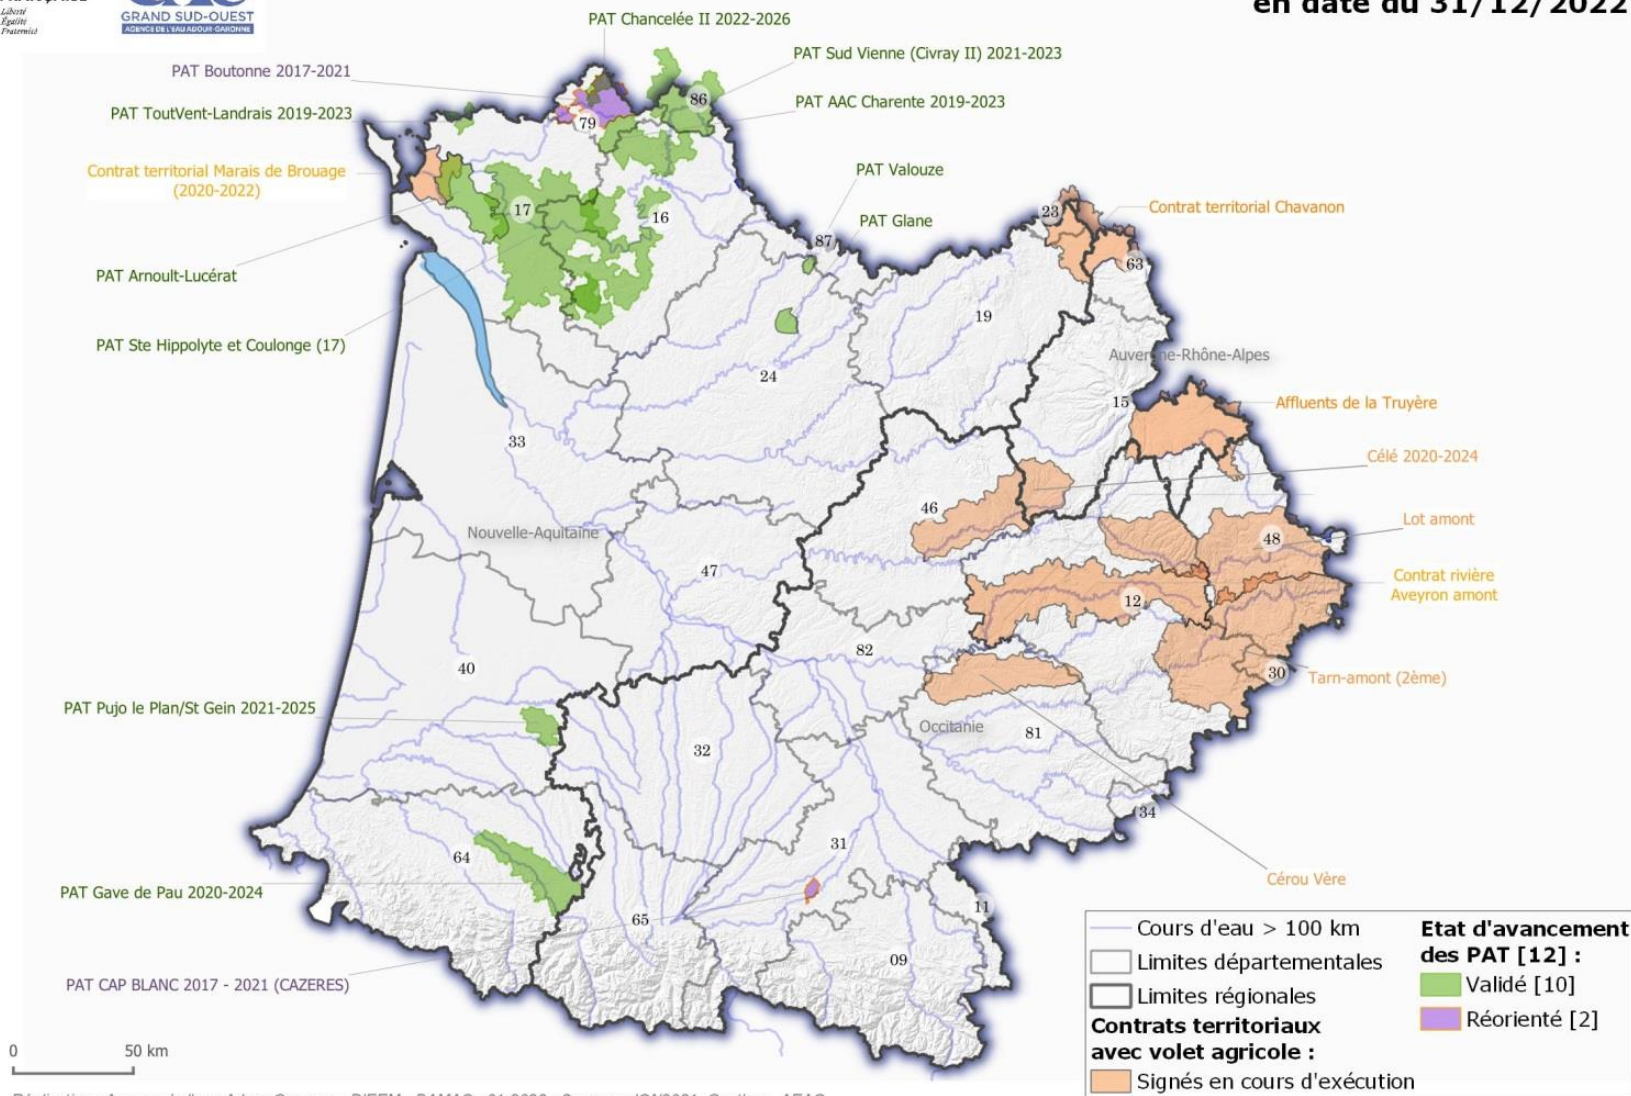 Liberté
Égalité
Fraternité
GRAND SUD-OUEST
AGENCE DE L'EAU ADOUR-GARONNE
en date du 31/12/2022
PAT Chancelée II 2022-2026
PAT Sud Vienne (Civray II) 2021-2023
PAT Boutonne 2017-2021
PAT AAC Charente 2019-2023
PAT ToutVent-Landrais 2019-2023
86
79
Contrat territorial Marais de Brouage
(2020-2022)
PAT Valouze
PAT Glane
17
16
23
Contrat territorial Chavanon
87
63
PAT Arnoult-Lucérat
19
PAT Ste Hippolyte et Coulonge (17)
Auvergne-Rhône-Alpes
24
15
Affluents de la Truyère
33
Célé 2020-2024
46
Lot amont
Nouvelle-Aquitaine
48
47
Contrat rivière
Aveyron amont
12
82
40
30
Tarn-amont (2ème)
PAT Pujo le Plan/St Gein 2021-2025
Occitanie
81
32
34
31
64
Cérou Vère
PAT Gave de Pau 2020-2024
65
11
09
PAT CAP BLANC 2017 - 2021 (CAZERES)
0 50 km
Cours d'eau > 100 km
Limites départementales
Limites régionales
Contrats territoriaux
avec volet agricole :
Signés en cours d'exécution
Etat d'avancement
des PAT [12] :
Validé [10]
Réorienté [2]